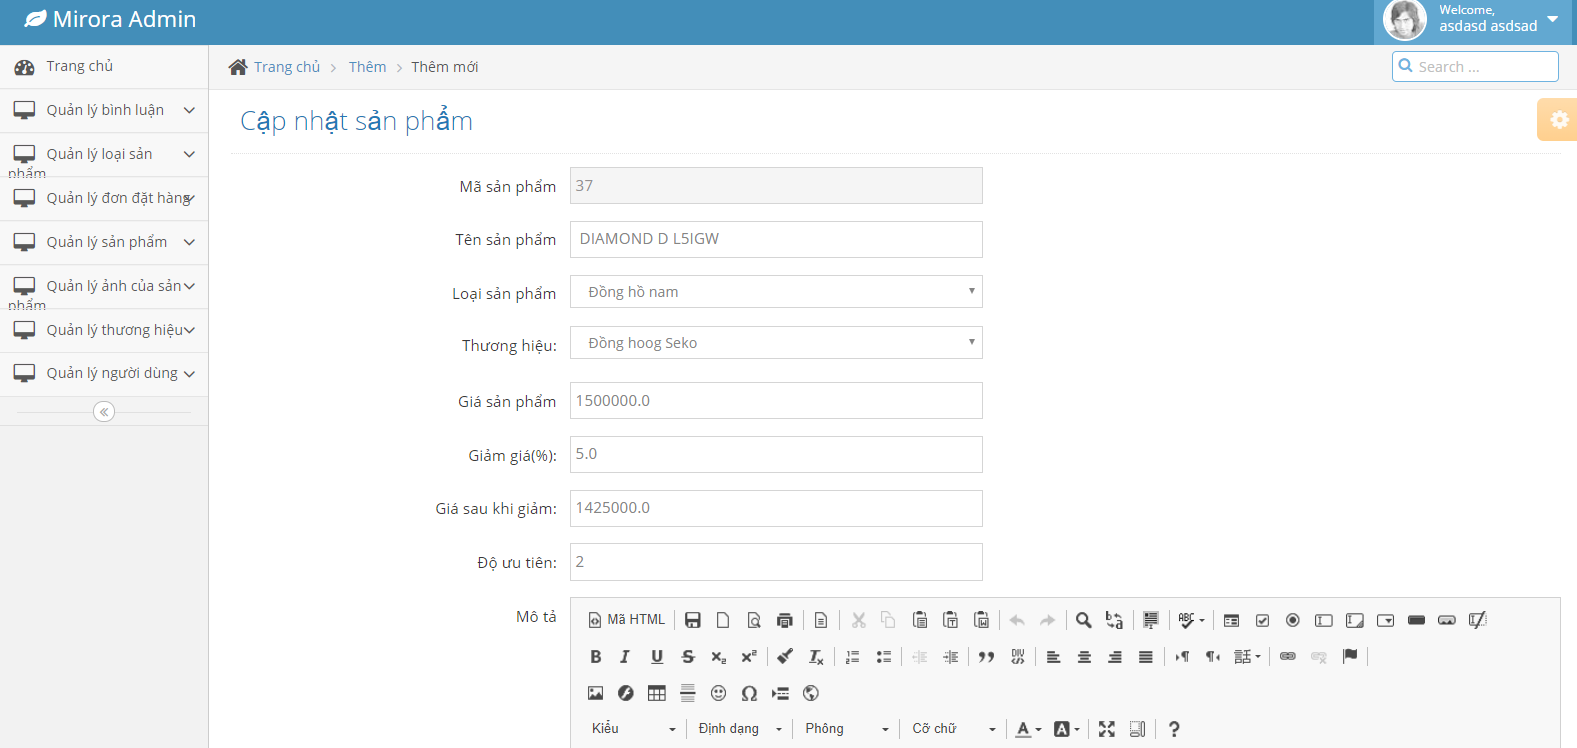 Mirora Admin
Welcome,
asdasd asdsad
Trang chủ
Quản lý bình luận
Quản lý loại sản
phẩm
Quản lý đơn đặt hàng
Quản lý sản phẩm
Quản lý ảnh của sản
phẩm
Quản lý thương hiệu
Quản lý người dùng
Trang chủ > Thêm > Thêm mới
Search ...
Cập nhật sản phẩm
Mã sản phẩm 37
Tên sản phẩm DIAMOND D L5IGW
Loại sản phẩm Đồng hồ nam
Thương hiệu: Đồng hoog Seko
Giá sản phẩm 1500000.0
Giảm giá(%): 5.0
Giá sau khi giảm: 1425000.0
Độ ưu tiên: 2
Mô tả
Mã HTML
Kiểu Định dạng Phông Cỡ chữ